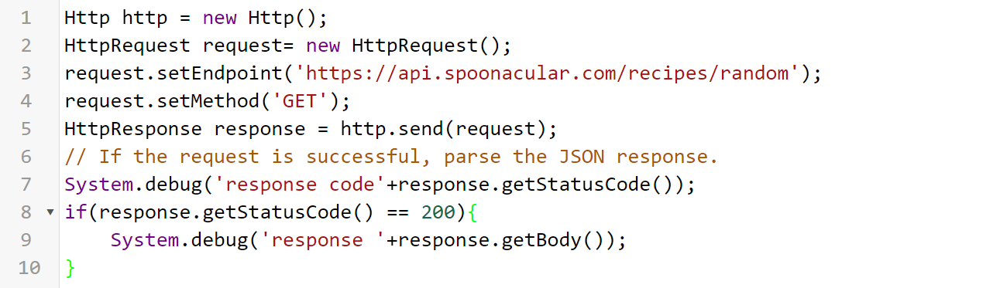 1 Http http = new Http();
2 HttpRequest request= new HttpRequest();
3 request.setEndpoint('https://api.spoonacular.com/recipes/random');
4 request.setMethod('GET');
5 HttpResponse response = http.send(request);
6 // If the request is successful, parse the JSON response.
7 System.debug('response code'+response.getStatusCode());
8 if(response.getStatusCode() == 200){
9     System.debug('response '+response.getBody());
10 }